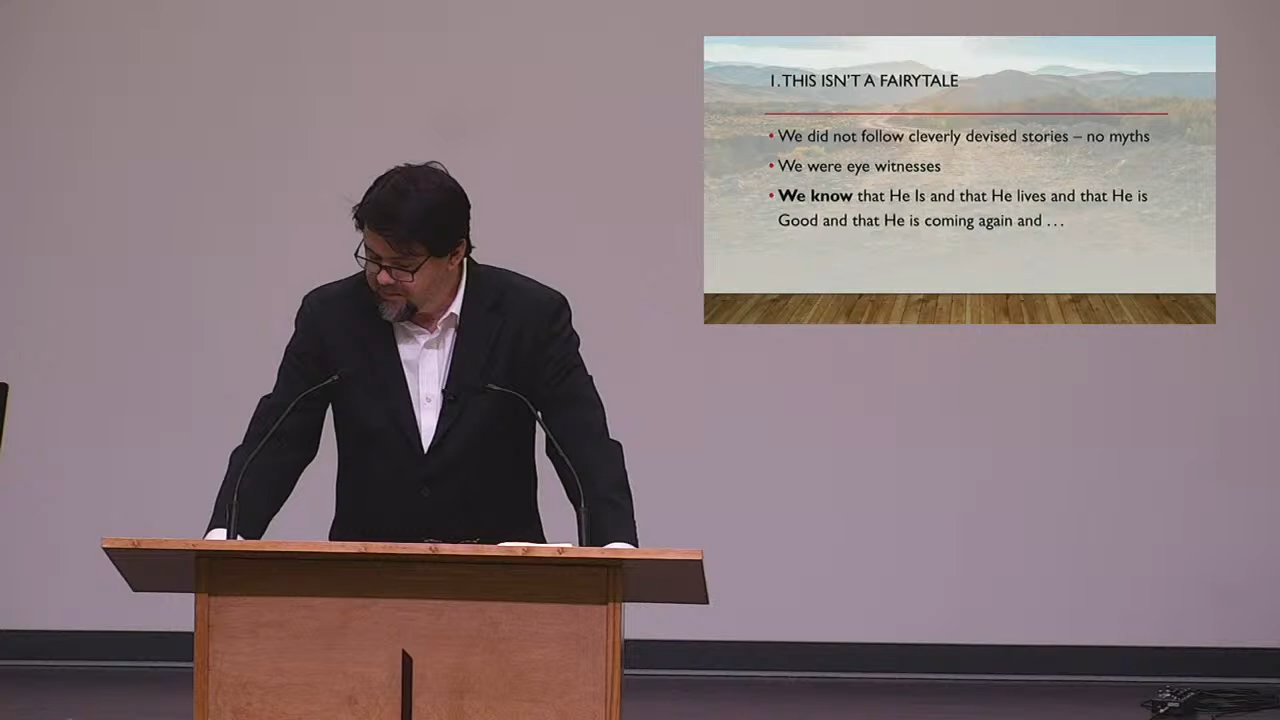 1. THIS ISN'T A FAIRYTALE
• We did not follow cleverly devised stories – no myths
• We were eye witnesses
• We know that He Is and that He lives and that He is
Good and that He is coming again and . . .